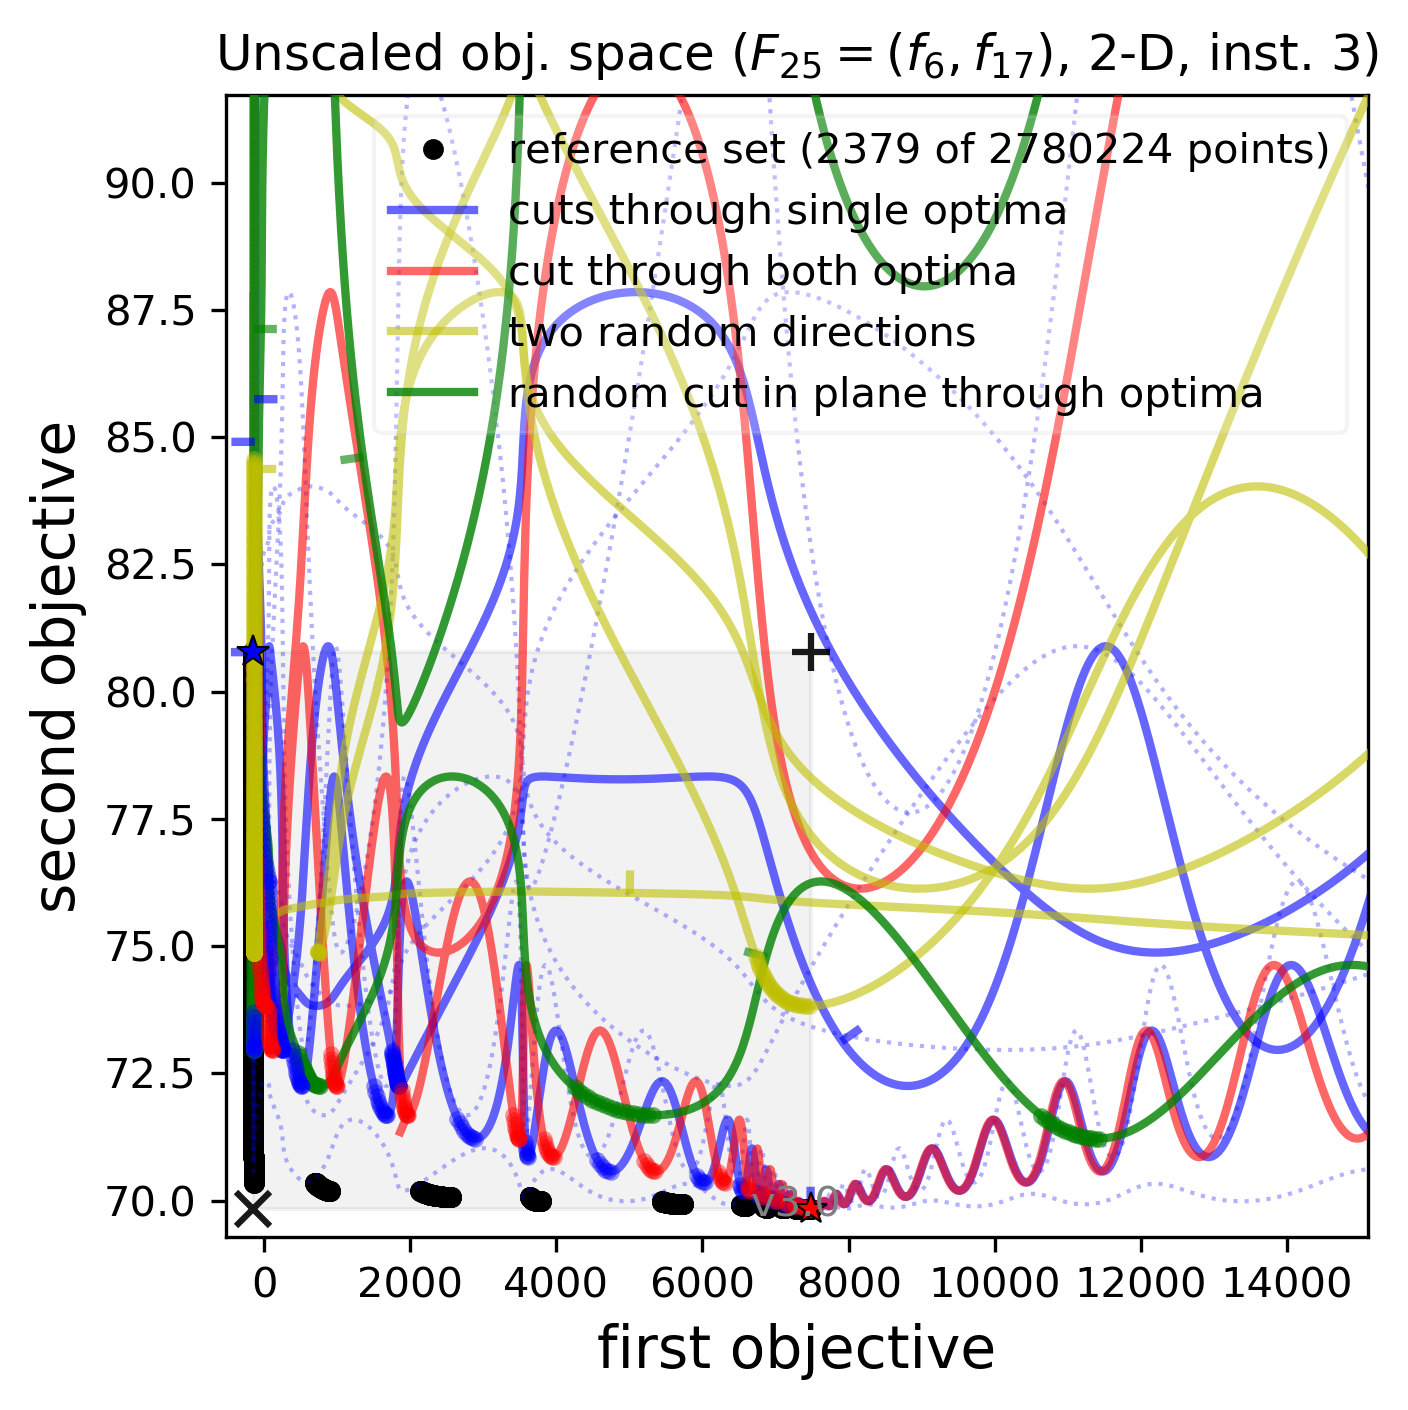 Unscaled obj. space (F25 = (f6, f17), 2-D, inst. 3)
reference set (2379 of 2780224 points)
cuts through single optima
cut through both optima
two random directions
random cut in plane through optima
second objective
90.0
87.5
85.0
82.5
80.0
77.5
75.0
72.5
70.0
v3.0
0 2000 4000 6000 8000 10000 12000 14000
first objective